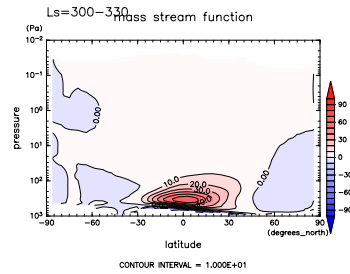 Ls=300-330
mass stream function
(Pa)
10⁻²
10⁻¹
10⁰
10¹
10²
10³
pressure
0.00
0.00
10.0
20.0
30.0
−90 −60 −30 0 30 60 90
(degrees_north)
latitude
90
60
30
10
0
−10
−30
−60
−90
CONTOUR INTERVAL = 1.000E+01